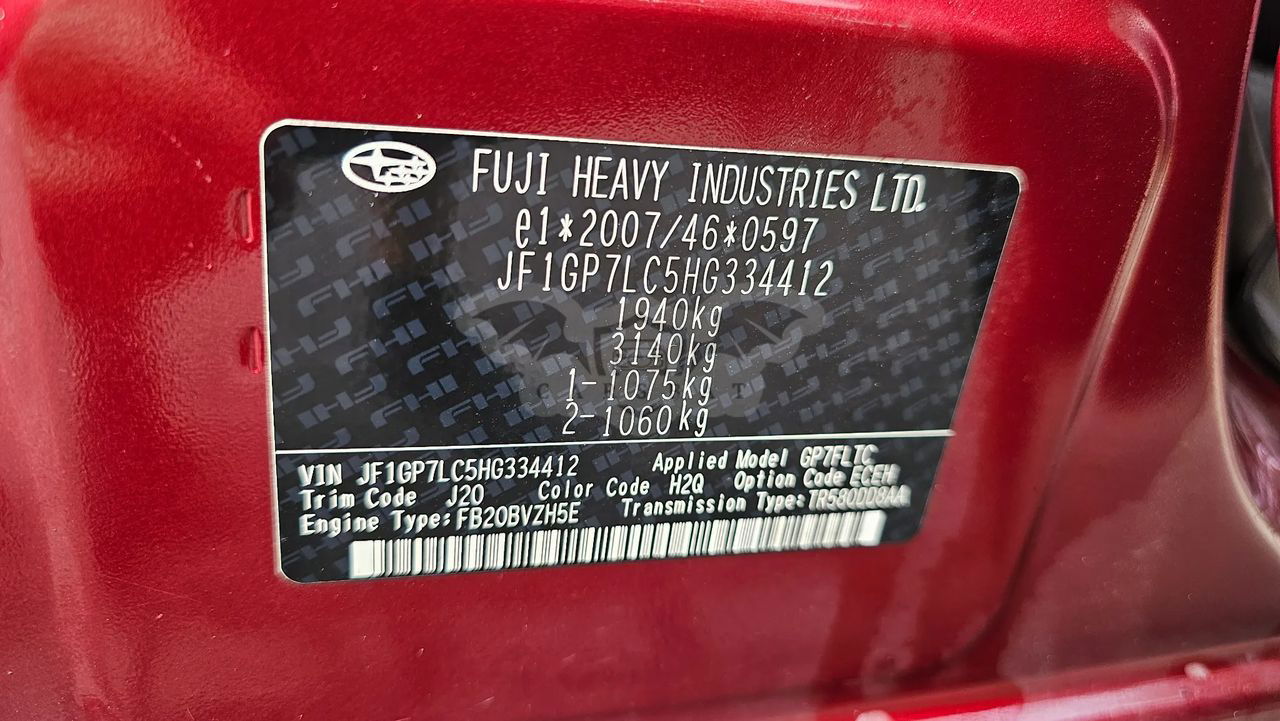 FUJI HEAVY INDUSTRIES LTD.
e1*2007/46*0597
JF1GP7LC5HG334412
1940kg
3140kg
1-1075kg
2-1060kg
VIN JF1GP7LC5HG334412 Applied Model GP7FLTC
Trim Code J20 Color Code H2Q Option Code ECEH
Engine Type: FB20BVZH5E Transmission Type: TR580DD8AA
FHI